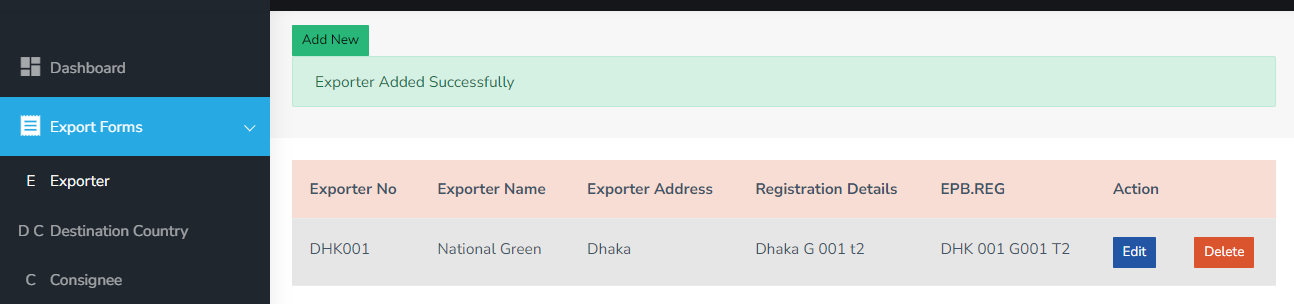 Dashboard
Export Forms
E Exporter
D C Destination Country
C Consignee
Add New
Exporter Added Successfully
Exporter No Exporter Name Exporter Address Registration Details EPB.REG Action
DHK001 National Green Dhaka Dhaka G 001 t2 DHK 001 G001 T2 Edit Delete